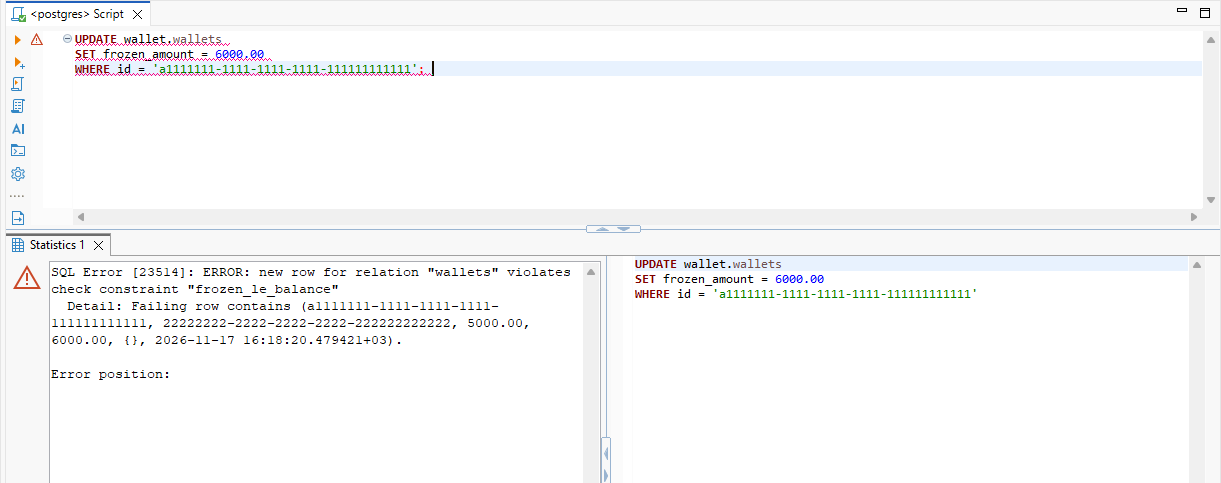 <postgres> Script
UPDATE wallet.wallets
SET frozen_amount = 6000.00
WHERE id = 'a1111111-1111-1111-1111-111111111111';
AI
Statistics 1
SQL Error [23514]: ERROR: new row for relation "wallets" violates
check constraint "frozen_le_balance"
Detail: Failing row contains (a1111111-1111-1111-1111-
111111111111, 22222222-2222-2222-2222-222222222222, 5000.00,
6000.00, {}, 2026-11-17 16:18:20.479421+03).
Error position:
UPDATE wallet.wallets
SET frozen_amount = 6000.00
WHERE id = 'a1111111-1111-1111-1111-111111111111'